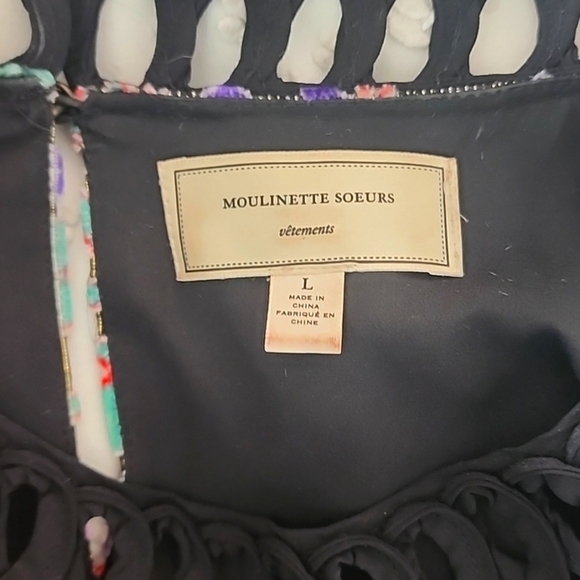 MOULINETTE SOEURS
vêtements
L
MADE IN
CHINA
FABRIQUÉ EN
CHINE